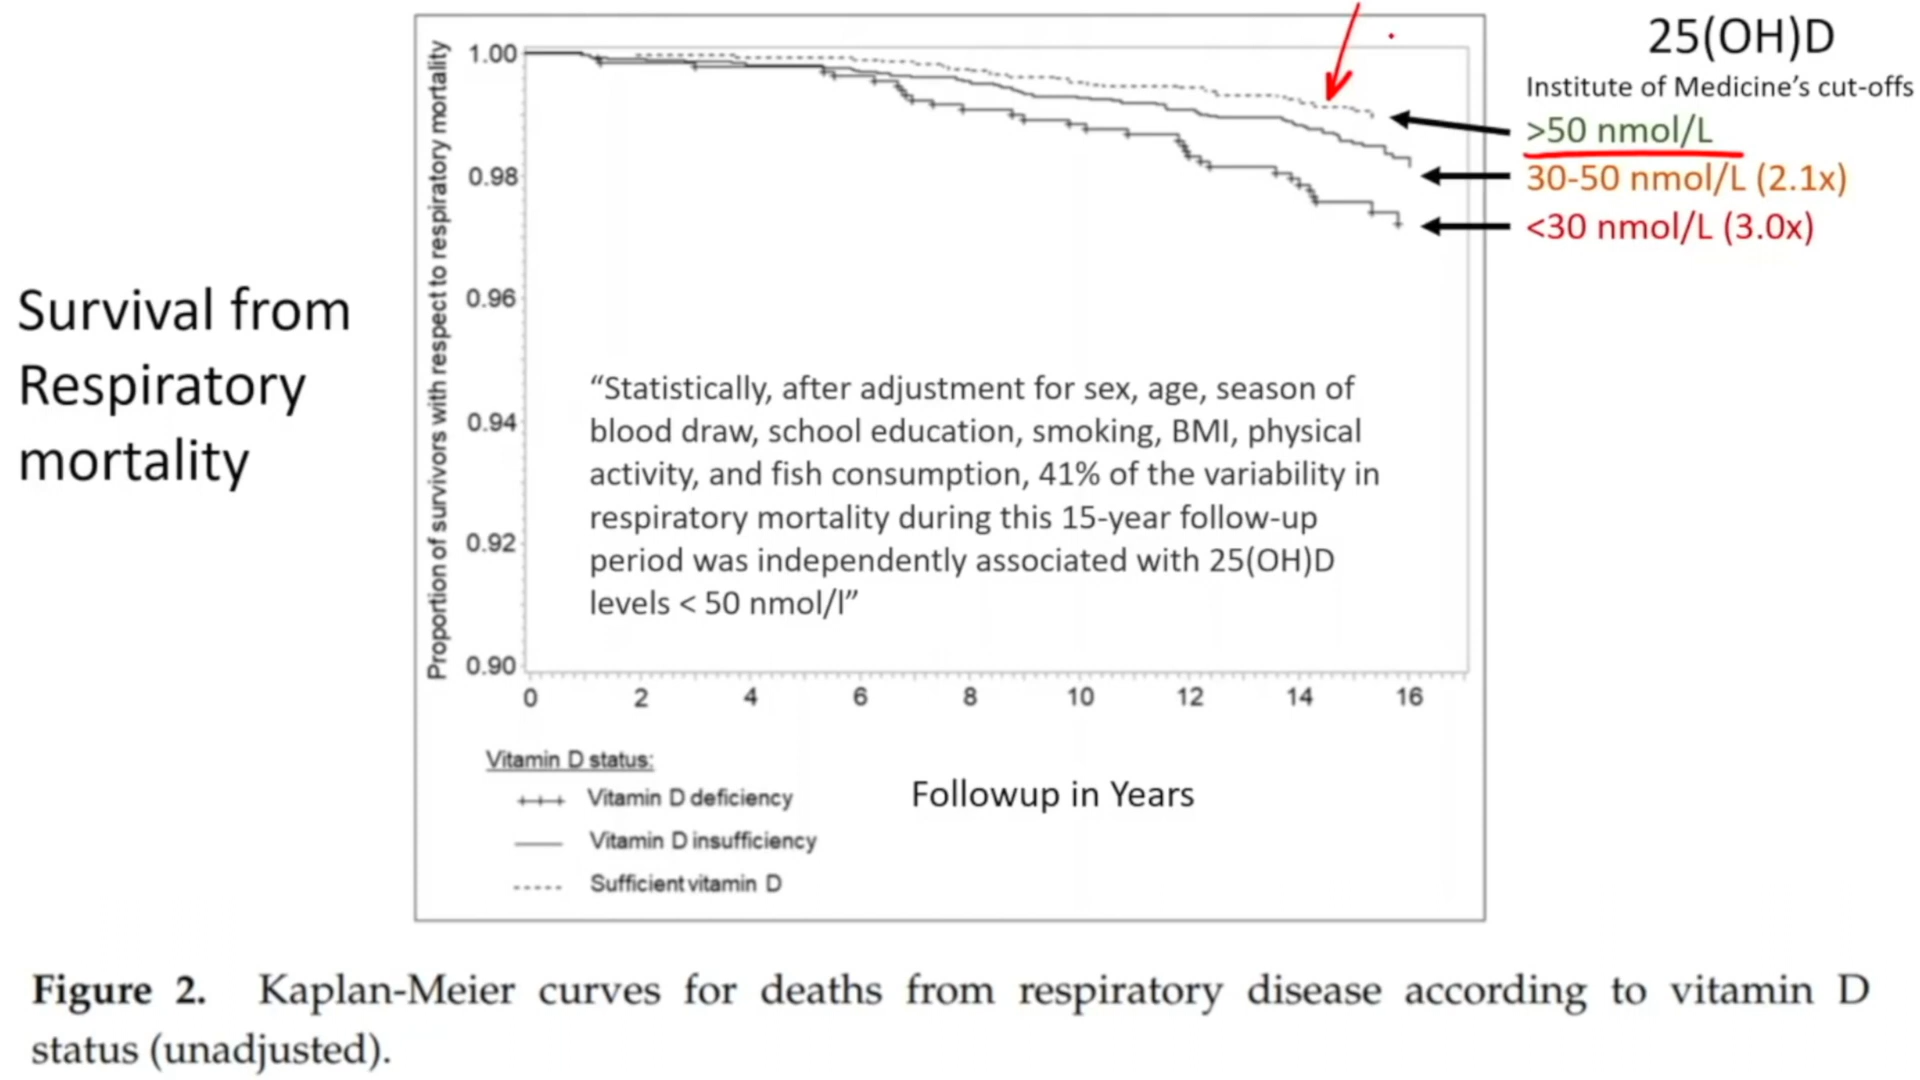 25(OH)D
Institute of Medicine's cut-offs
>50 nmol/L
30-50 nmol/L (2.1x)
<30 nmol/L (3.0x)
Survival from
Respiratory
mortality
Proportion of survivors with respect to respiratory mortality
1.00
0.98
0.96
0.94
0.92
0.90
“Statistically, after adjustment for sex, age, season of
blood draw, school education, smoking, BMI, physical
activity, and fish consumption, 41% of the variability in
respiratory mortality during this 15-year follow-up
period was independently associated with 25(OH)D
levels < 50 nmol/l”
0 2 4 6 8 10 12 14 16
Followup in Years
Vitamin D status:
Vitamin D deficiency
Vitamin D insufficiency
Sufficient vitamin D
Figure 2. Kaplan-Meier curves for deaths from respiratory disease according to vitamin D
status (unadjusted).